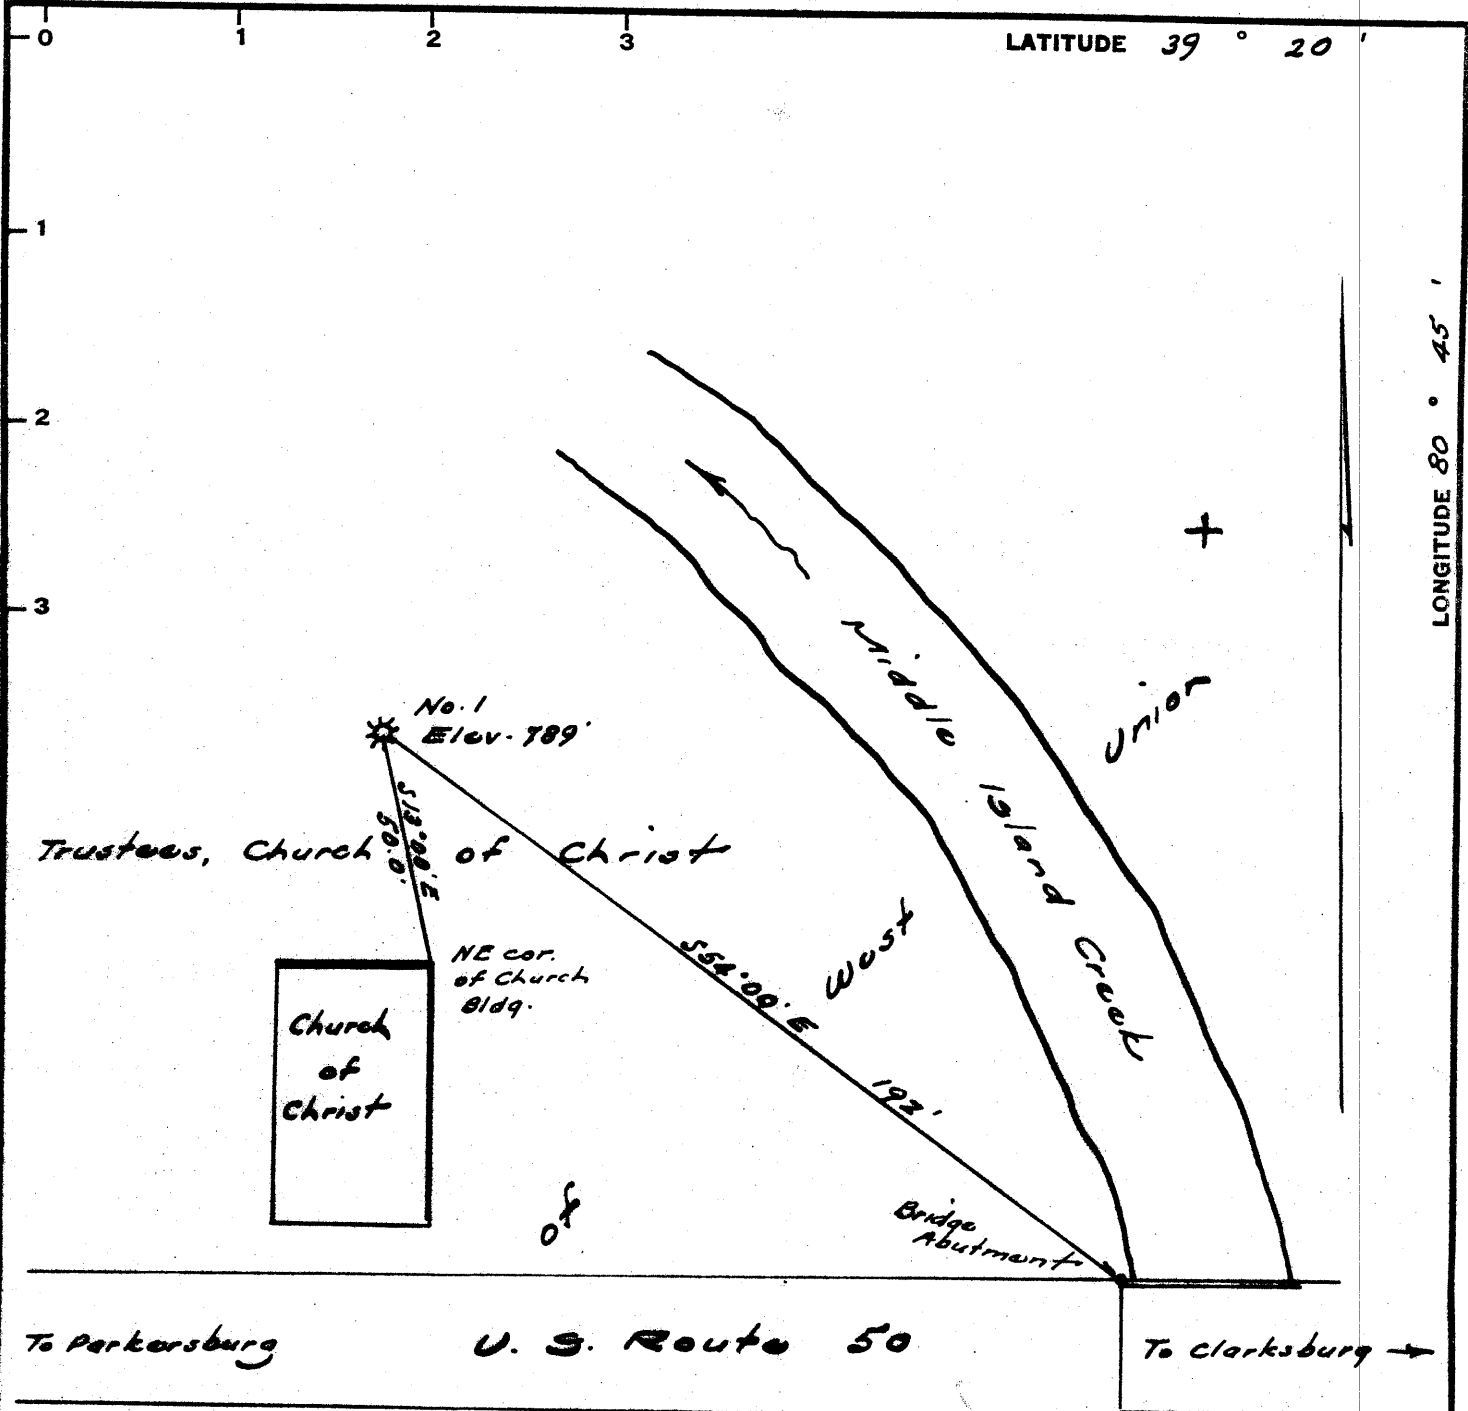 0 1 2 3 LATITUDE 39 ° 20 '
1
2
3
LONGITUDE 80 ° 45 '
No. 1
Elev. 789'
S13°00'E
50.0'
Trustees, Church of Christ
NE cor.
of Church
Bldg.
Church
of
Christ
S54°00'E
192'
Middle Island Creek
Union
West
of
Bridge
Abutment
To Parkersburg
U. S. Route 50
To Clarksburg